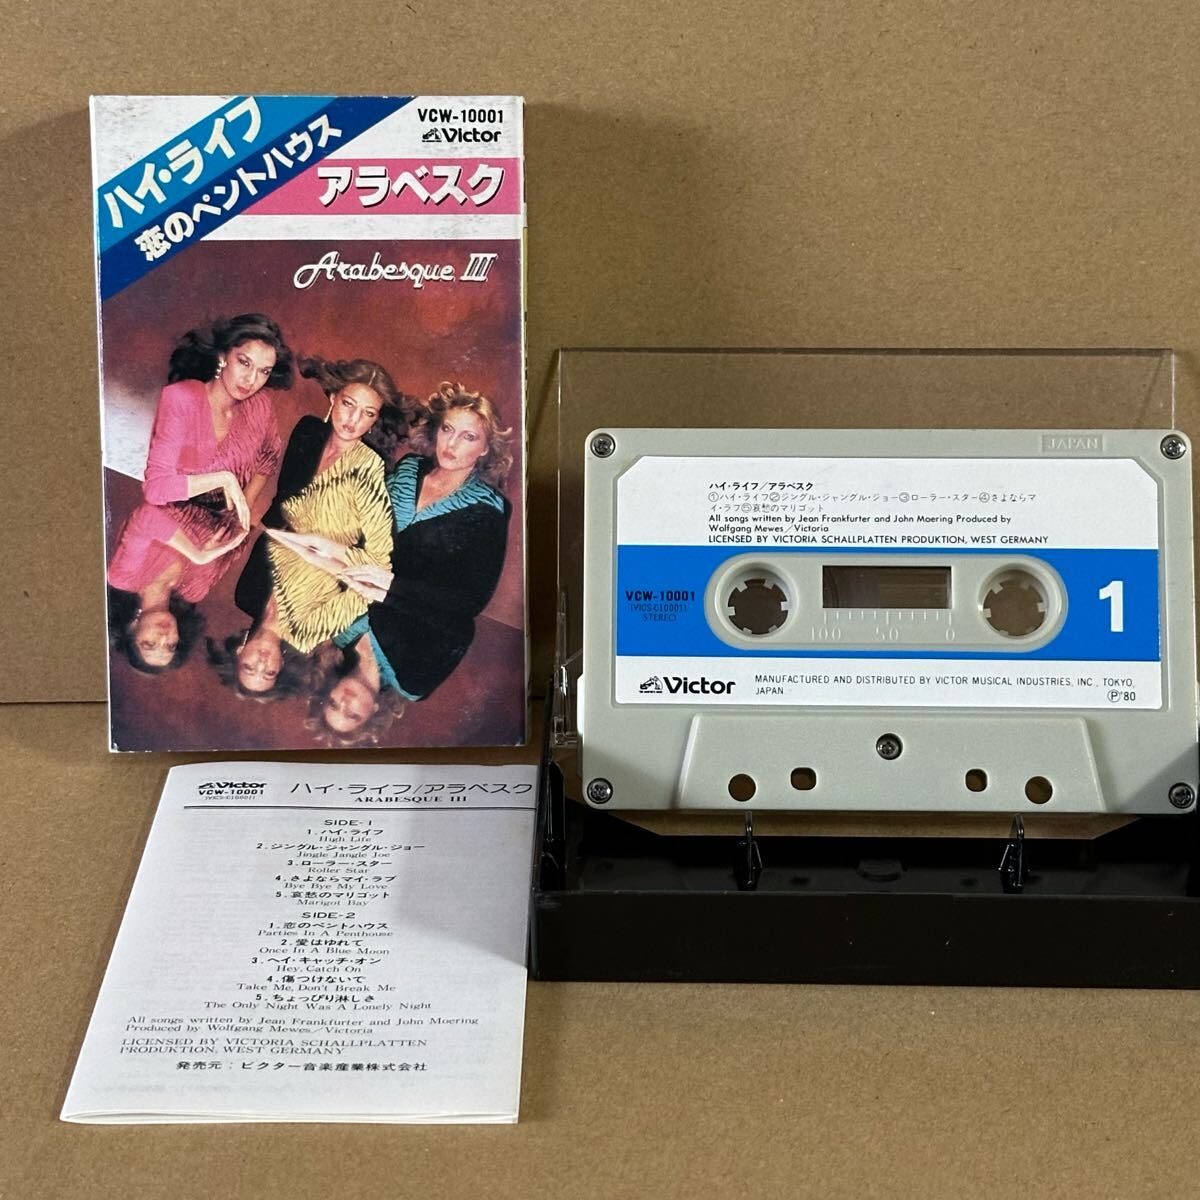 ハイ・ライフ
恋のペントハウス
VCW-10001
Victor
アラベスク
Arabesque III
JAPAN
ハイ・ライフ/アラベスク
①ハイ・ライフ②ジングル・ジャングル・ジョー③ローラー・スター④さよならマ
イ・ラブ⑤哀愁のマリゴット
All songs written by Jean Frankfurter and John Moering Produced by
Wolfgang Mewes/Victoria
LICENSED BY VICTORIA SCHALLPLATTEN PRODUKTION, WEST GERMANY
VCW-10001
(VICS-C10001)
STEREO
100 50 0
1
Victor
MANUFACTURED AND DISTRIBUTED BY VICTOR MUSICAL INDUSTRIES, INC., TOKYO,
JAPAN
Ⓟ'80
Victor
VCW-10001
(VICS-C10001)
ハイ・ライフ/アラベスク
ARABESQUE III
SIDE-1
1.ハイ・ライフ
High Life
2.ジングル・ジャングル・ジョー
Jingle Jangle Joe
3.ローラー・スター
Roller Star
4.さよならマイ・ラブ
Bye Bye My Love
5.哀愁のマリゴット
Marigot Bay
SIDE-2
1.恋のペントハウス
Parties In A Penthouse
2.愛はゆれて
Once In A Blue Moon
3.ヘイ・キャッチ・オン
Hey, Catch On
4.傷つけないて
Take Me, Don't Break Me
5.ちょっぴり淋しさ
The Only Night Was A Lonely Night
All songs written by Jean Frankfurter and John Moering
Produced by Wolfgang Mewes/Victoria
LICENSED BY VICTORIA SCHALLPLATTEN
PRODUKTION, WEST GERMANY
発売元:ビクター音楽産業株式会社